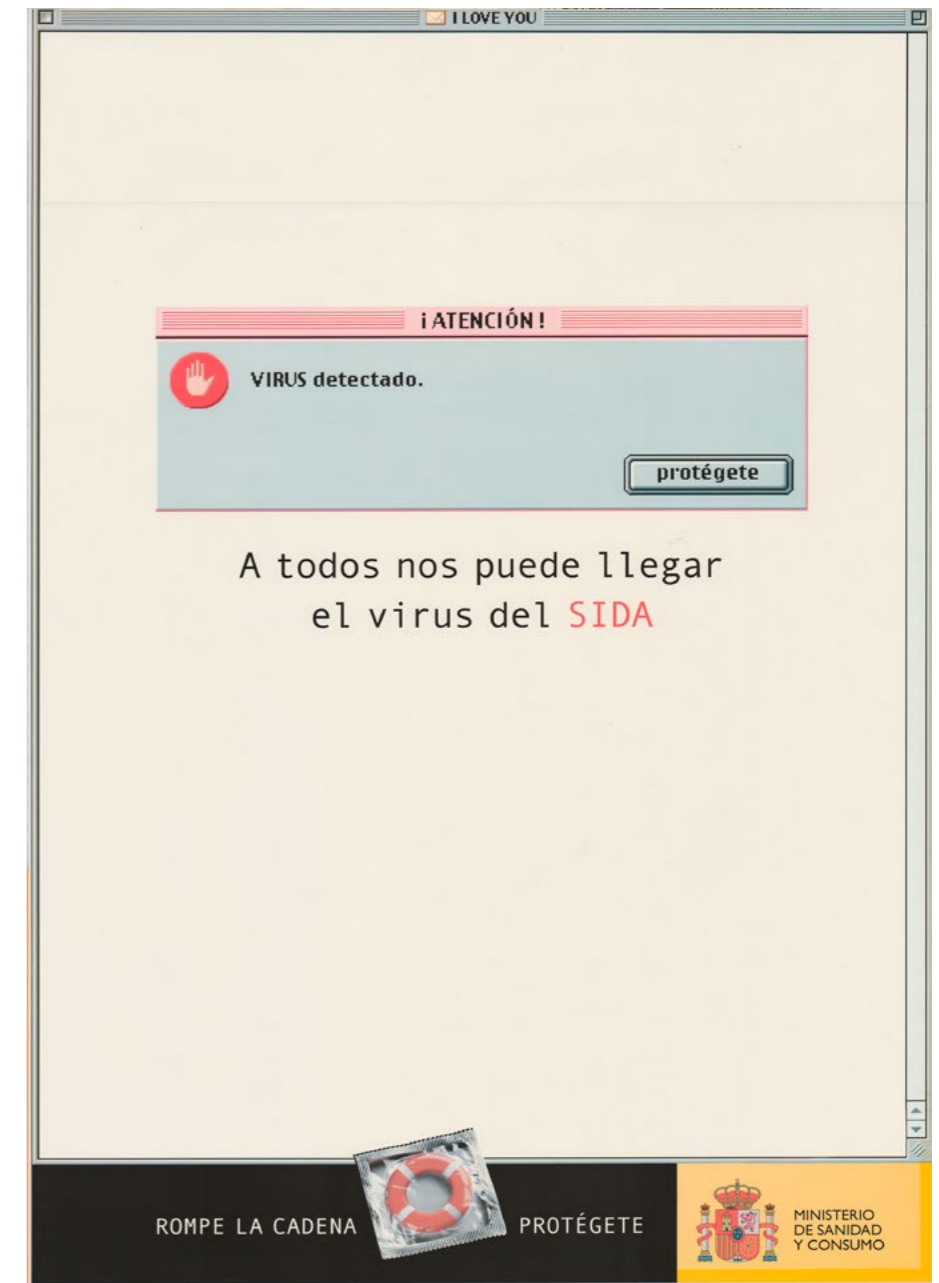 I LOVE YOU
¡ATENCIÓN!
VIRUS detectado.
protégete
A todos nos puede llegar
el virus del SIDA
ROMPE LA CADENA
PROTÉGETE
MINISTERIO
DE SANIDAD
Y CONSUMO